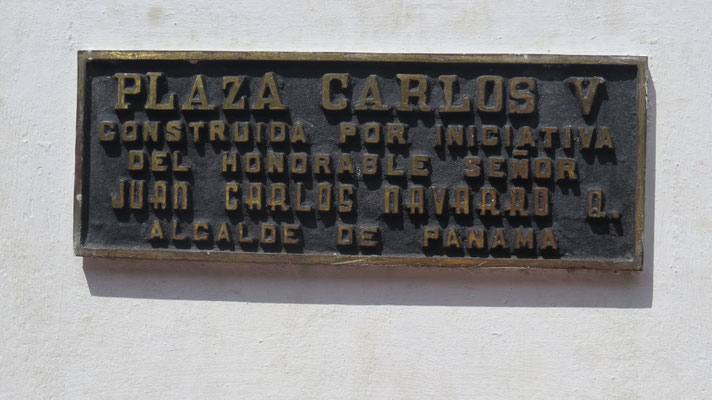 PLAZA CARLOS V
CONSTRUIDA POR INICIATIVA
DEL HONORABLE SEÑOR
JUAN CARLOS NAVARRO Q.
ALCALDE DE PANAMA